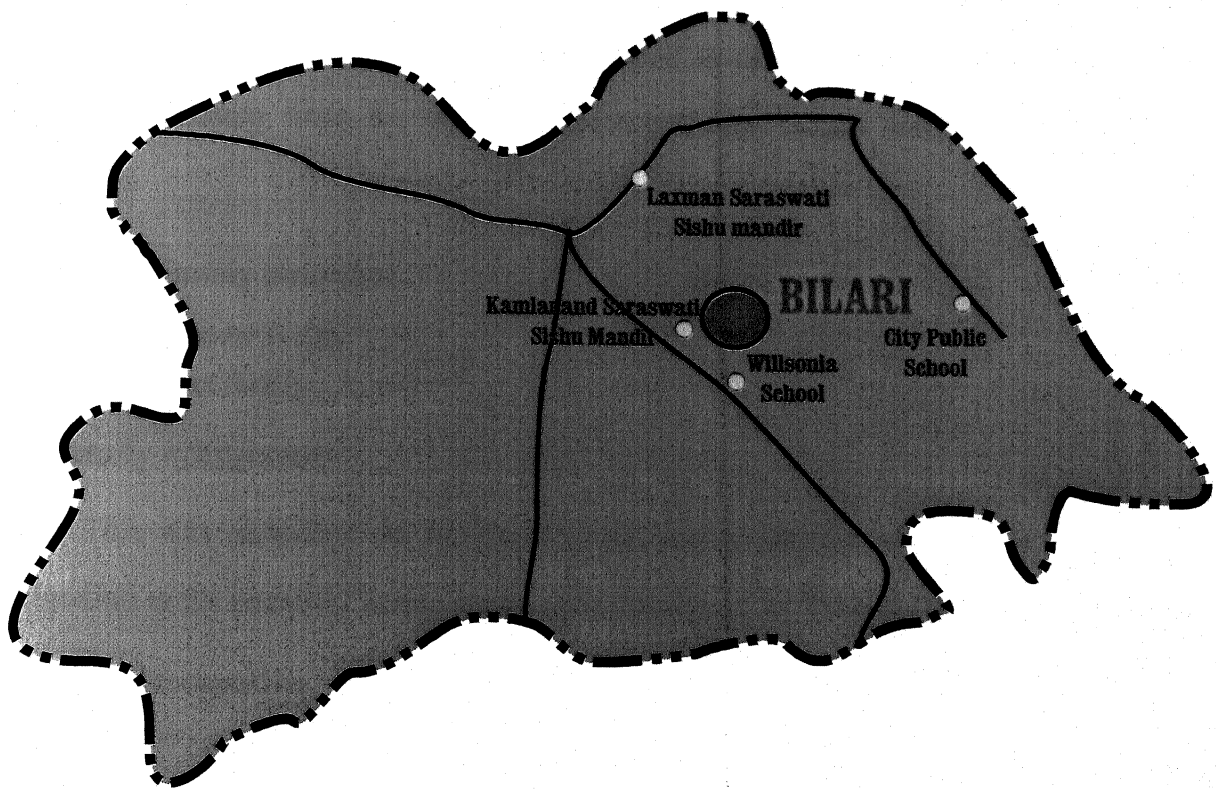 Laxman Saraswati
Sishu mandir
BILARI
Kamlanand Saraswati
Sishu Mandir
City Public
School
Willsonia
School